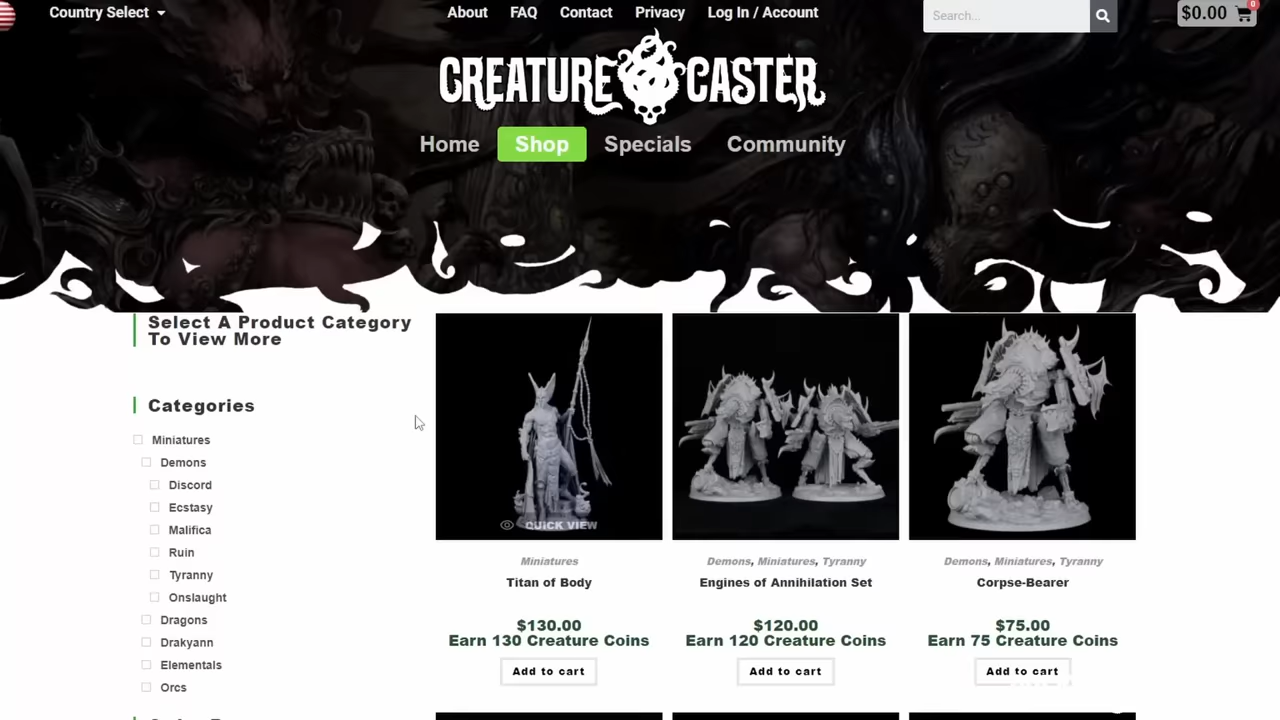 Country Select
About FAQ Contact Privacy Log In / Account
Search...
$0.00 0
CREATURE CASTER
Home Shop Specials Community
Select A Product Category
To View More
Categories
Miniatures
Demons
Discord
Ecstasy
Malifica
Ruin
Tyranny
Onslaught
Dragons
Drakyann
Elementals
Orcs
QUICK VIEW
Miniatures
Titan of Body
$130.00
Earn 130 Creature Coins
Add to cart
Demons, Miniatures, Tyranny
Engines of Annihilation Set
$120.00
Earn 120 Creature Coins
Add to cart
Demons, Miniatures, Tyranny
Corpse-Bearer
$75.00
Earn 75 Creature Coins
Add to cart